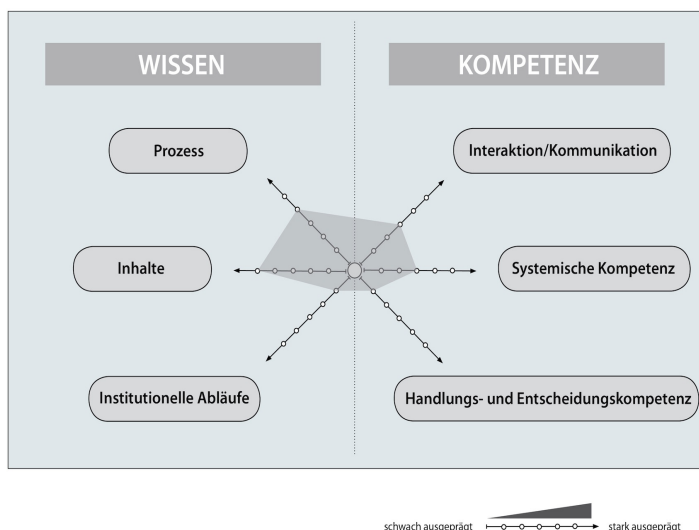 WISSEN
KOMPETENZ
Prozess
Interaktion/Kommunikation
Inhalte
Systemische Kompetenz
Institutionelle Abläufe
Handlungs- und Entscheidungskompetenz
schwach ausgeprägt
stark ausgeprägt